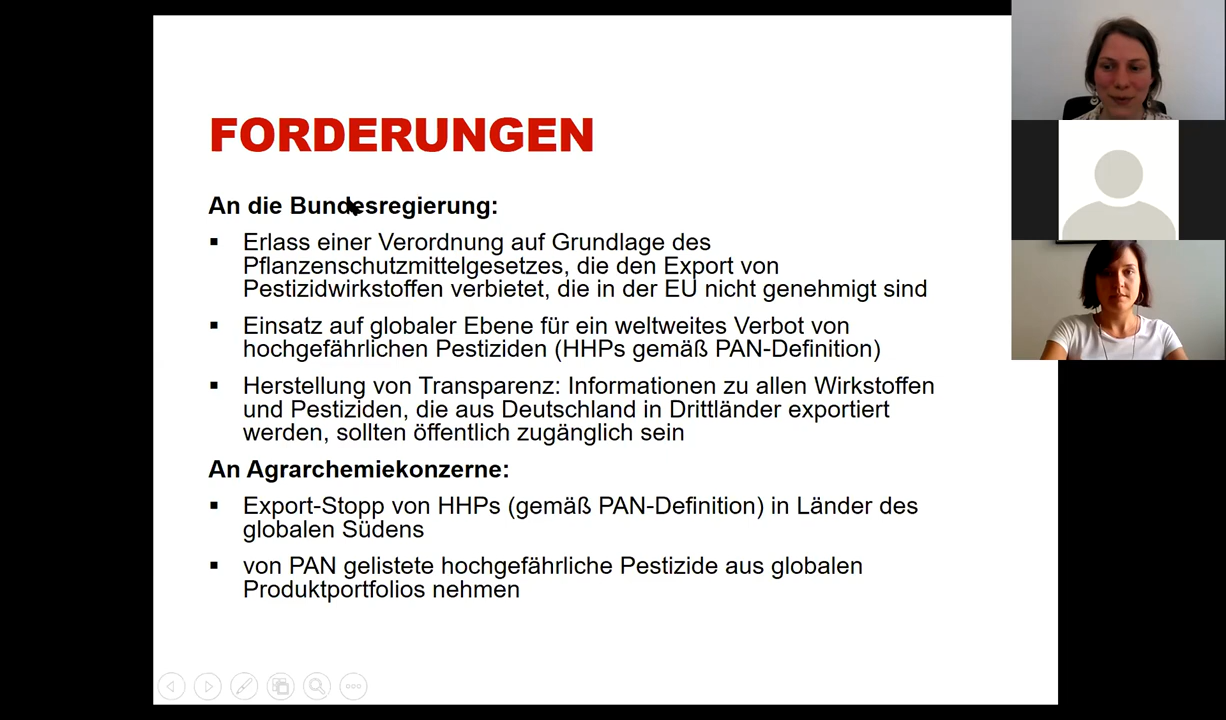 FORDERUNGEN
An die Bundesregierung:
▪ Erlass einer Verordnung auf Grundlage des
Pflanzenschutzmittelgesetzes, die den Export von
Pestizidwirkstoffen verbietet, die in der EU nicht genehmigt sind
▪ Einsatz auf globaler Ebene für ein weltweites Verbot von
hochgefährlichen Pestiziden (HHPs gemäß PAN-Definition)
▪ Herstellung von Transparenz: Informationen zu allen Wirkstoffen
und Pestiziden, die aus Deutschland in Drittländer exportiert
werden, sollten öffentlich zugänglich sein
An Agrarchemiekonzerne:
▪ Export-Stopp von HHPs (gemäß PAN-Definition) in Länder des
globalen Südens
▪ von PAN gelistete hochgefährliche Pestizide aus globalen
Produktportfolios nehmen